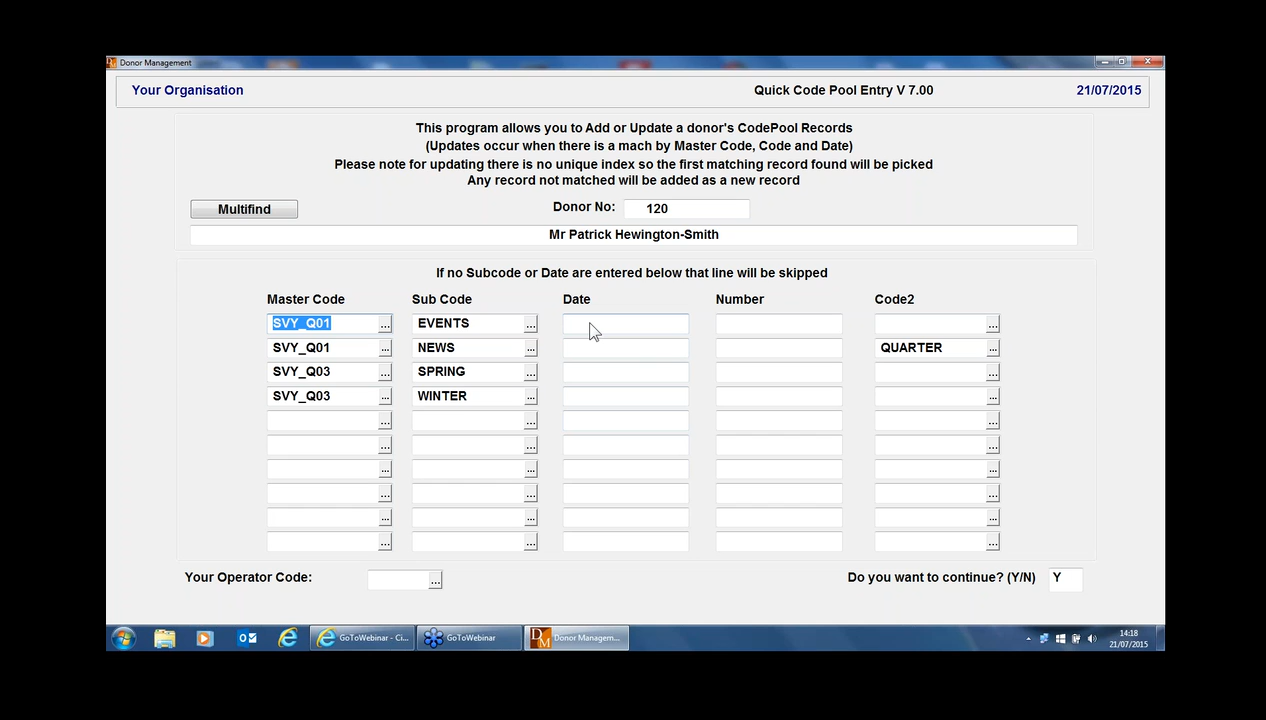 Donor Management
Your Organisation Quick Code Pool Entry V 7.00 21/07/2015
This program allows you to Add or Update a donor's CodePool Records
(Updates occur when there is a mach by Master Code, Code and Date)
Please note for updating there is no unique index so the first matching record found will be picked
Any record not matched will be added as a new record
Multifind Donor No: 120
Mr Patrick Hewington-Smith
If no Subcode or Date are entered below that line will be skipped
Master Code Sub Code Date Number Code2
SVY_Q01 ... EVENTS ... ...
SVY_Q01 ... NEWS ... QUARTER ...
SVY_Q03 ... SPRING ... ...
SVY_Q03 ... WINTER ... ...
... ... ...
... ... ...
... ... ...
... ... ...
... ... ...
... ... ...
Your Operator Code: ... Do you want to continue? (Y/N) Y
GoToWebinar - Ci... GoToWebinar DM Donor Managem... 14:18
21/07/2015